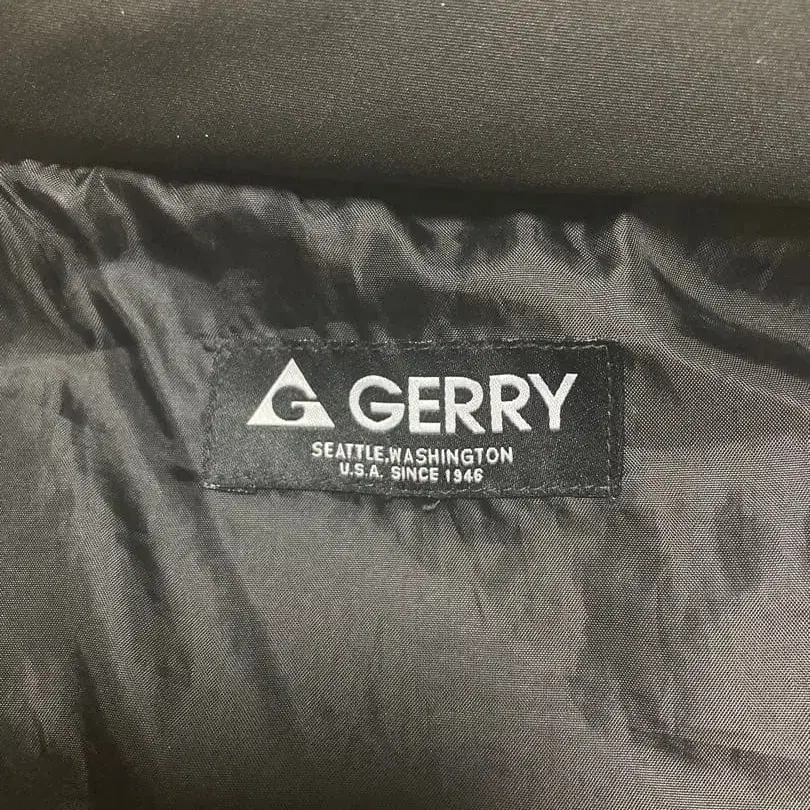 G GERRY
SEATTLE,WASHINGTON
U.S.A. SINCE 1946